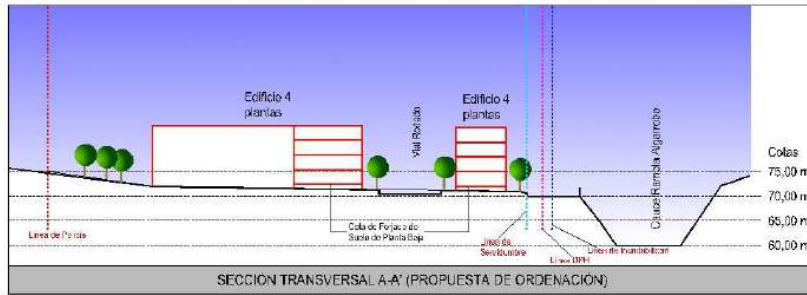 Edificio 4
plantas
Vial Rodado
Edificio 4
plantas
Cauce Rambla Algarrobo
Cotas
75,00 m
70,00 m
65,00 m
60,00 m
Cota de Forjado de
Suelo de Planta Baja
Línea de Policía
Línea de
Servidumbre
Línea DPH
Línea de Inundabilidad
SECCION TRANSVERSAL A-A' (PROPUESTA DE ORDENACIÓN)